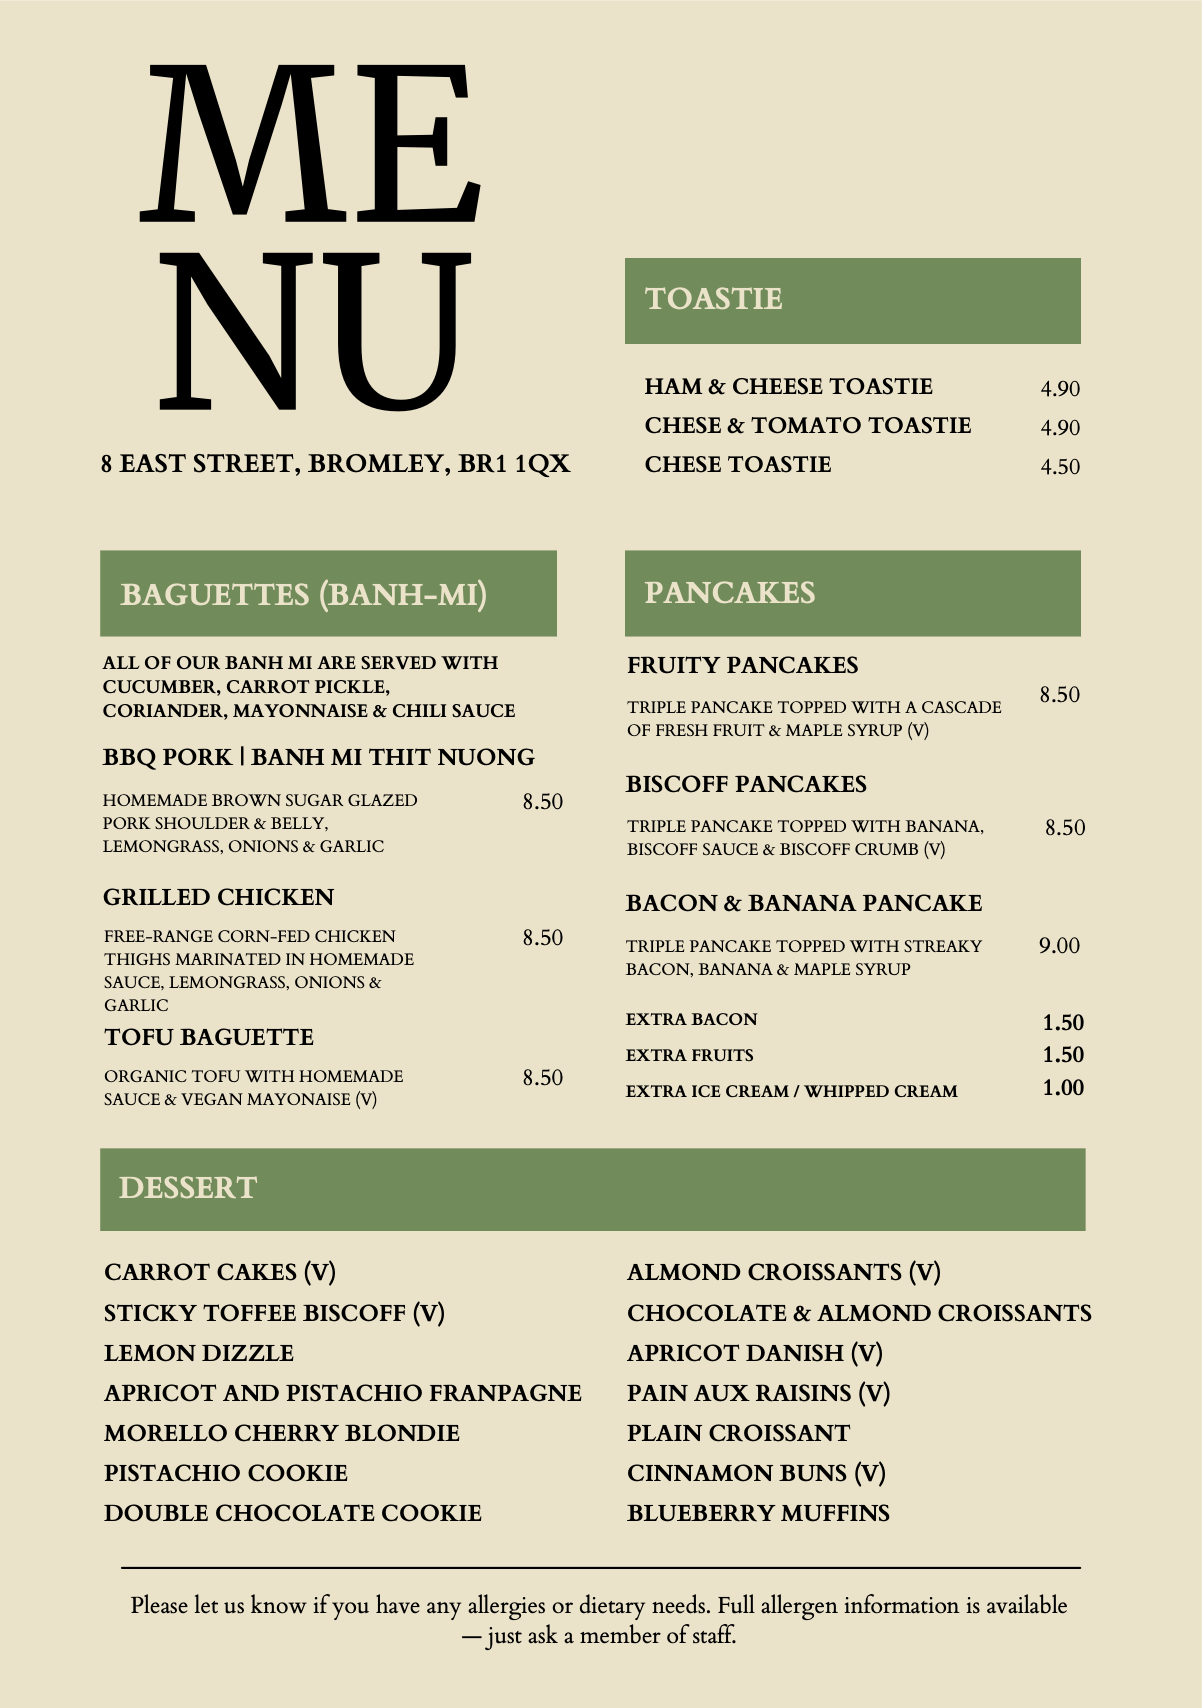 ME
NU
8 EAST STREET, BROMLEY, BR1 1QX
TOASTIE
HAM & CHEESE TOASTIE 4.90
CHESE & TOMATO TOASTIE 4.90
CHESE TOASTIE 4.50
BAGUETTES (BANH-MI)
ALL OF OUR BANH MI ARE SERVED WITH
CUCUMBER, CARROT PICKLE,
CORIANDER, MAYONNAISE & CHILI SAUCE
BBQ PORK | BANH MI THIT NUONG
HOMEMADE BROWN SUGAR GLAZED 8.50
PORK SHOULDER & BELLY,
LEMONGRASS, ONIONS & GARLIC
GRILLED CHICKEN
FREE-RANGE CORN-FED CHICKEN 8.50
THIGHS MARINATED IN HOMEMADE
SAUCE, LEMONGRASS, ONIONS &
GARLIC
TOFU BAGUETTE
ORGANIC TOFU WITH HOMEMADE 8.50
SAUCE & VEGAN MAYONAISE (V)
PANCAKES
FRUITY PANCAKES
8.50
TRIPLE PANCAKE TOPPED WITH A CASCADE
OF FRESH FRUIT & MAPLE SYRUP (V)
BISCOFF PANCAKES
TRIPLE PANCAKE TOPPED WITH BANANA, 8.50
BISCOFF SAUCE & BISCOFF CRUMB (V)
BACON & BANANA PANCAKE
TRIPLE PANCAKE TOPPED WITH STREAKY 9.00
BACON, BANANA & MAPLE SYRUP
EXTRA BACON 1.50
EXTRA FRUITS 1.50
EXTRA ICE CREAM / WHIPPED CREAM 1.00
DESSERT
CARROT CAKES (V)
STICKY TOFFEE BISCOFF (V)
LEMON DIZZLE
APRICOT AND PISTACHIO FRANPAGNE
MORELLO CHERRY BLONDIE
PISTACHIO COOKIE
DOUBLE CHOCOLATE COOKIE
ALMOND CROISSANTS (V)
CHOCOLATE & ALMOND CROISSANTS
APRICOT DANISH (V)
PAIN AUX RAISINS (V)
PLAIN CROISSANT
CINNAMON BUNS (V)
BLUEBERRY MUFFINS
Please let us know if you have any allergies or dietary needs. Full allergen information is available
— just ask a member of staff.